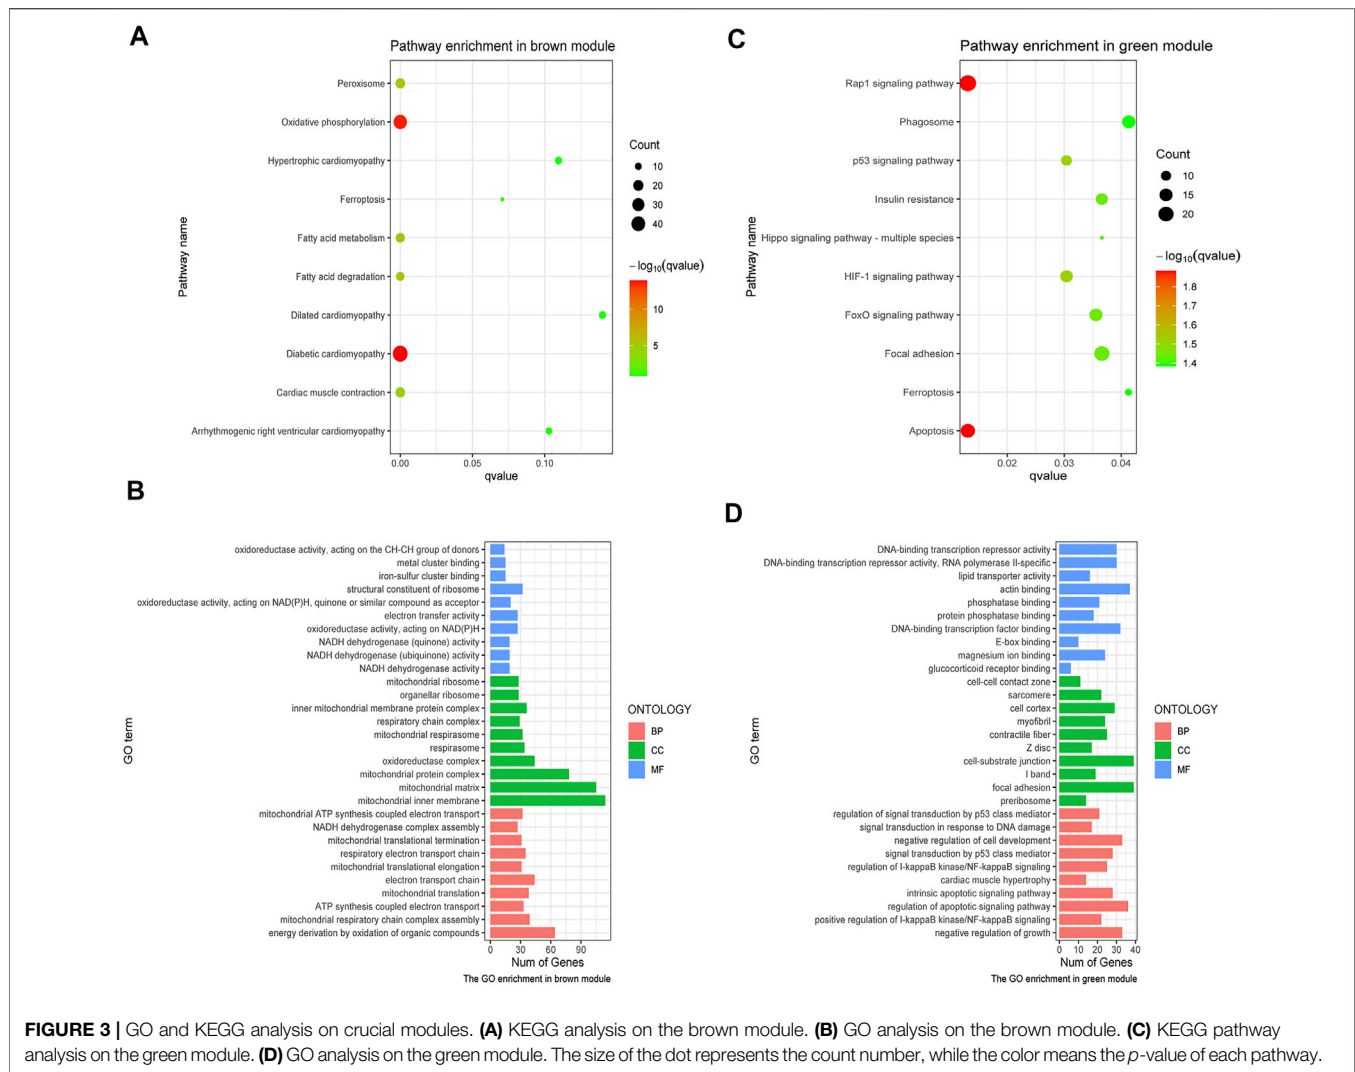 A
Pathway enrichment in brown module
Pathway name
Peroxisome
Oxidative phosphorylation
Hypertrophic cardiomyopathy
Ferroptosis
Fatty acid metabolism
Fatty acid degradation
Dilated cardiomyopathy
Diabetic cardiomyopathy
Cardiac muscle contraction
Arrhythmogenic right ventricular cardiomyopathy
0.00 0.05 0.10
qvalue
Count
10
20
30
40
−log10(qvalue)
10
5
C
Pathway enrichment in green module
Pathway name
Rap1 signaling pathway
Phagosome
p53 signaling pathway
Insulin resistance
Hippo signaling pathway - multiple species
HIF-1 signaling pathway
FoxO signaling pathway
Focal adhesion
Ferroptosis
Apoptosis
0.02 0.03 0.04
qvalue
Count
10
15
20
−log10(qvalue)
1.8
1.7
1.6
1.5
1.4
B
GO term
oxidoreductase activity, acting on the CH-CH group of donors
metal cluster binding
iron-sulfur cluster binding
structural constituent of ribosome
oxidoreductase activity, acting on NAD(P)H, quinone or similar compound as acceptor
electron transfer activity
oxidoreductase activity, acting on NAD(P)H
NADH dehydrogenase (quinone) activity
NADH dehydrogenase (ubiquinone) activity
NADH dehydrogenase activity
mitochondrial ribosome
organellar ribosome
inner mitochondrial membrane protein complex
respiratory chain complex
mitochondrial respirasome
respirasome
oxidoreductase complex
mitochondrial protein complex
mitochondrial matrix
mitochondrial inner membrane
mitochondrial ATP synthesis coupled electron transport
NADH dehydrogenase complex assembly
mitochondrial translational termination
respiratory electron transport chain
mitochondrial translational elongation
electron transport chain
mitochondrial translation
ATP synthesis coupled electron transport
mitochondrial respiratory chain complex assembly
energy derivation by oxidation of organic compounds
0 30 60 90
Num of Genes
The GO enrichment in brown module
ONTOLOGY
BP
CC
MF
D
GO term
DNA-binding transcription repressor activity
DNA-binding transcription repressor activity, RNA polymerase II-specific
lipid transporter activity
actin binding
phosphatase binding
protein phosphatase binding
DNA-binding transcription factor binding
E-box binding
magnesium ion binding
glucocorticoid receptor binding
cell-cell contact zone
sarcomere
cell cortex
myofibril
contractile fiber
Z disc
cell-substrate junction
I band
focal adhesion
preribosome
regulation of signal transduction by p53 class mediator
signal transduction in response to DNA damage
negative regulation of cell development
signal transduction by p53 class mediator
regulation of I-kappaB kinase/NF-kappaB signaling
cardiac muscle hypertrophy
intrinsic apoptotic signaling pathway
regulation of apoptotic signaling pathway
positive regulation of I-kappaB kinase/NF-kappaB signaling
negative regulation of growth
0 10 20 30 40
Num of Genes
The GO enrichment in green module
ONTOLOGY
BP
CC
MF
FIGURE 3 | GO and KEGG analysis on crucial modules. (A) KEGG analysis on the brown module. (B) GO analysis on the brown module. (C) KEGG pathway
analysis on the green module. (D) GO analysis on the green module. The size of the dot represents the count number, while the color means the p-value of each pathway.